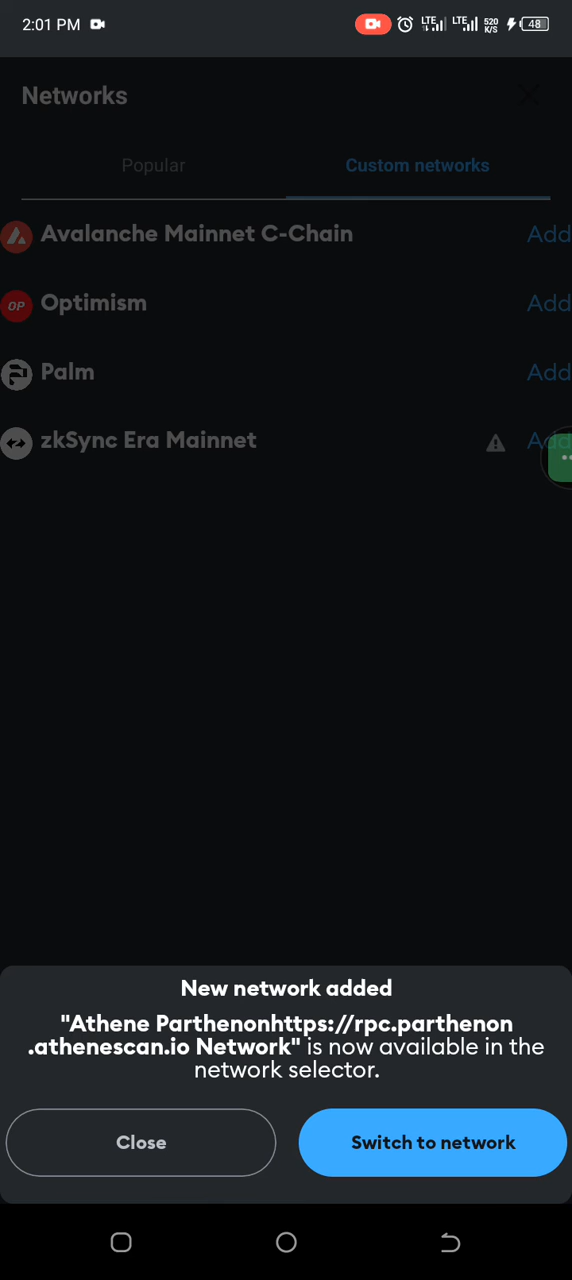 2:01 PM
LTE LTE 520 K/S 48
Networks
Popular
Custom networks
Avalanche Mainnet C-Chain
Add
OP
Optimism
Add
Palm
Add
zkSync Era Mainnet
Add
New network added
"Athene Parthenonhttps://rpc.parthenon
.athenescan.io Network" is now available in the
network selector.
Close
Switch to network